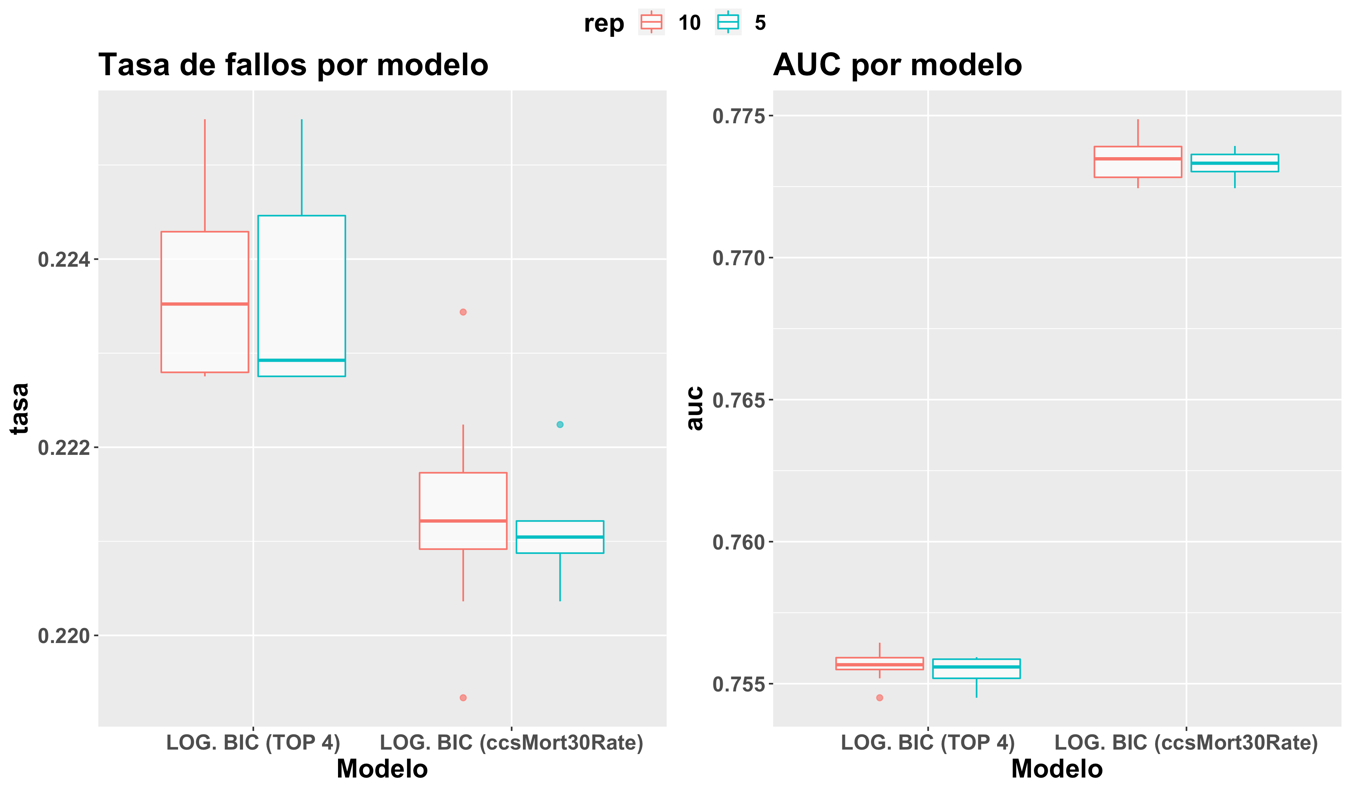 rep 10 5
Tasa de fallos por modelo
tasa
0.224
0.222
0.220
LOG. BIC (TOP 4) LOG. BIC (ccsMort30Rate)
Modelo
AUC por modelo
auc
0.775
0.770
0.765
0.760
0.755
LOG. BIC (TOP 4) LOG. BIC (ccsMort30Rate)
Modelo